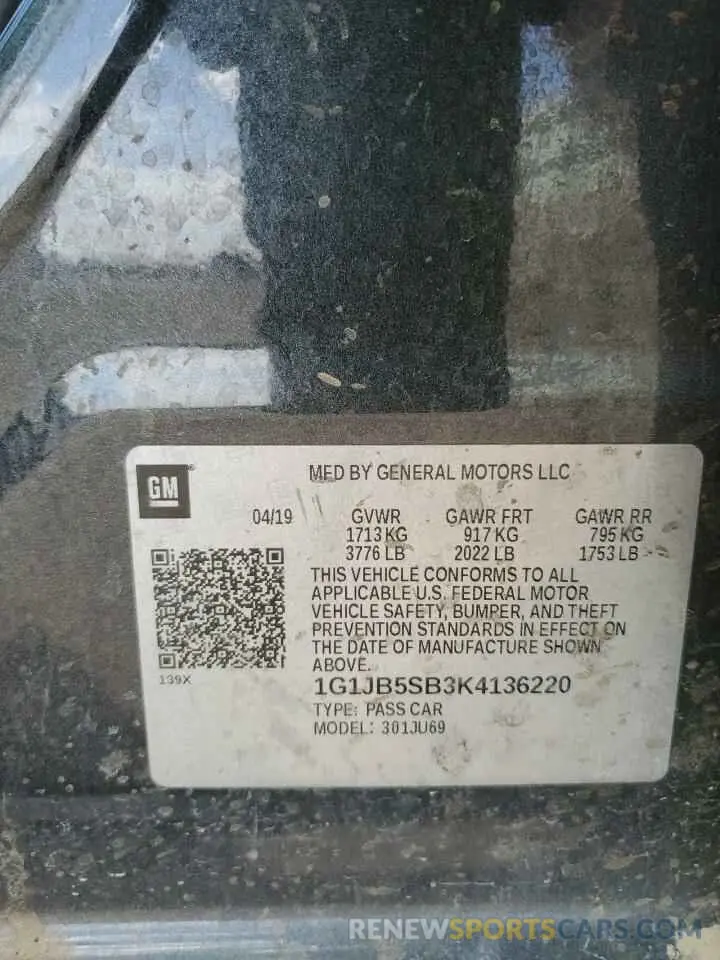 GM®
MFD BY GENERAL MOTORS LLC
04/19 GVWR GAWR FRT GAWR RR
1713 KG 917 KG 795 KG
3776 LB 2022 LB 1753 LB
THIS VEHICLE CONFORMS TO ALL
APPLICABLE U.S. FEDERAL MOTOR
VEHICLE SAFETY, BUMPER, AND THEFT
PREVENTION STANDARDS IN EFFECT ON
THE DATE OF MANUFACTURE SHOWN
ABOVE.
139X
1G1JB5SB3K4136220
TYPE: PASS CAR
MODEL: 301JU69
RENEWSPORTSCARS.COM